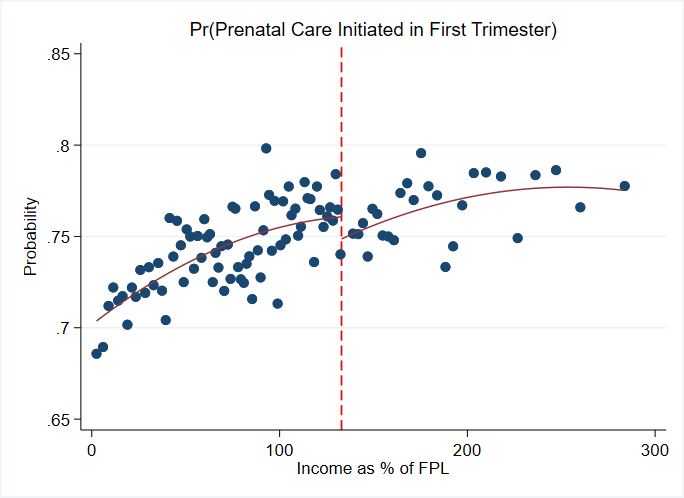 Pr(Prenatal Care Initiated in First Trimester)
.85
.8
.75
.7
.65
Probability
0 100 200 300
Income as % of FPL